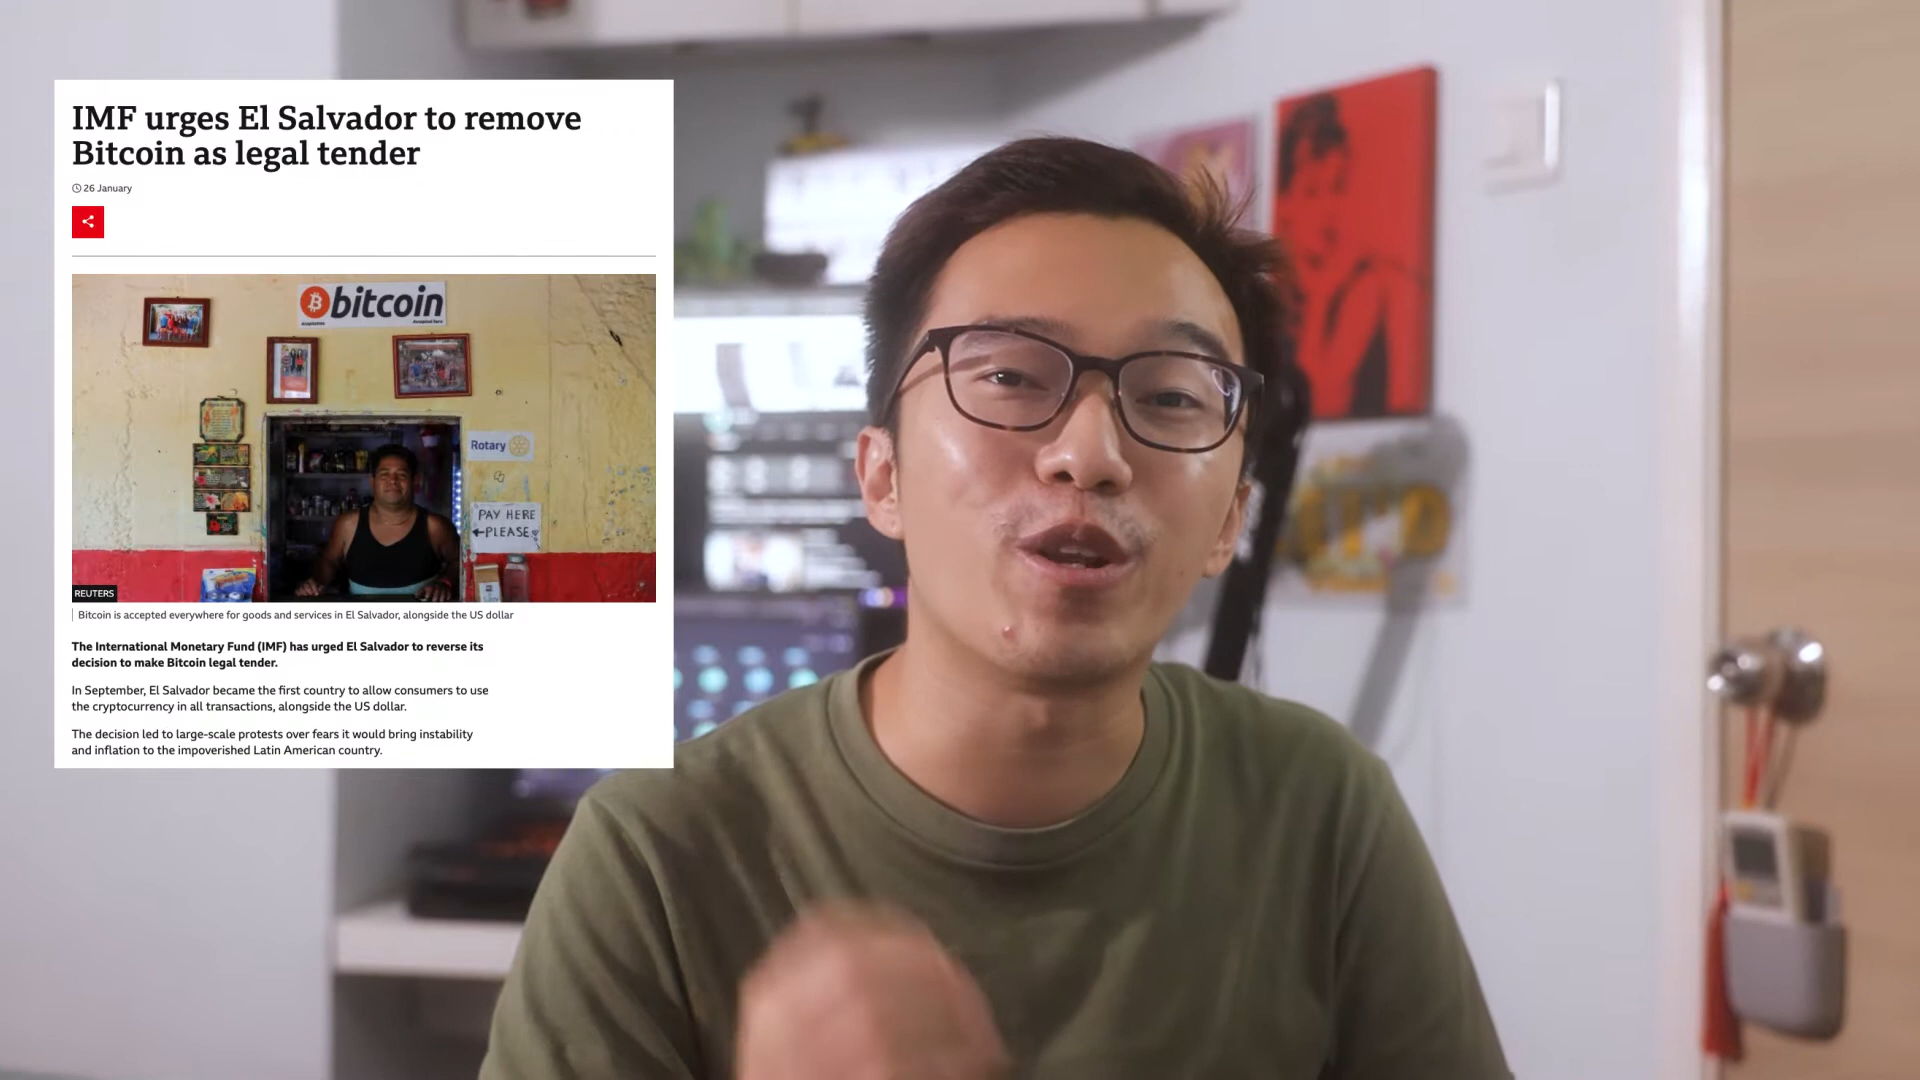 IMF urges El Salvador to remove
Bitcoin as legal tender
26 January
bitcoin
Rotary
PAY HERE
PLEASE
REUTERS
Bitcoin is accepted everywhere for goods and services in El Salvador, alongside the US dollar
The International Monetary Fund (IMF) has urged El Salvador to reverse its
decision to make Bitcoin legal tender.
In September, El Salvador became the first country to allow consumers to use
the cryptocurrency in all transactions, alongside the US dollar.
The decision led to large-scale protests over fears it would bring instability
and inflation to the impoverished Latin American country.